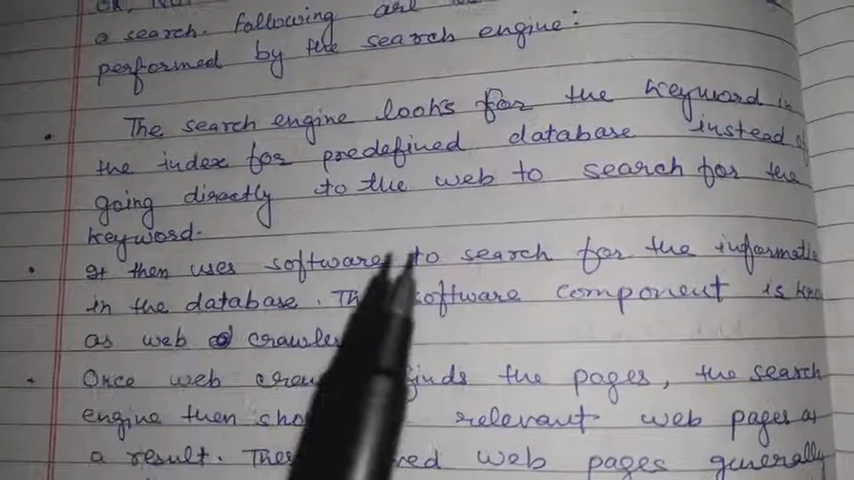 a search. Following are
performed by the search engine:
The search engine looks for the keyword in
the index for predefined database instead of
going directly to the web to search for the
keyword.
It then uses software to search for the
in the database. software component is
as web crawler
Once web finds the pages, the search
engine then relevant web pages as
a result. web pages generally